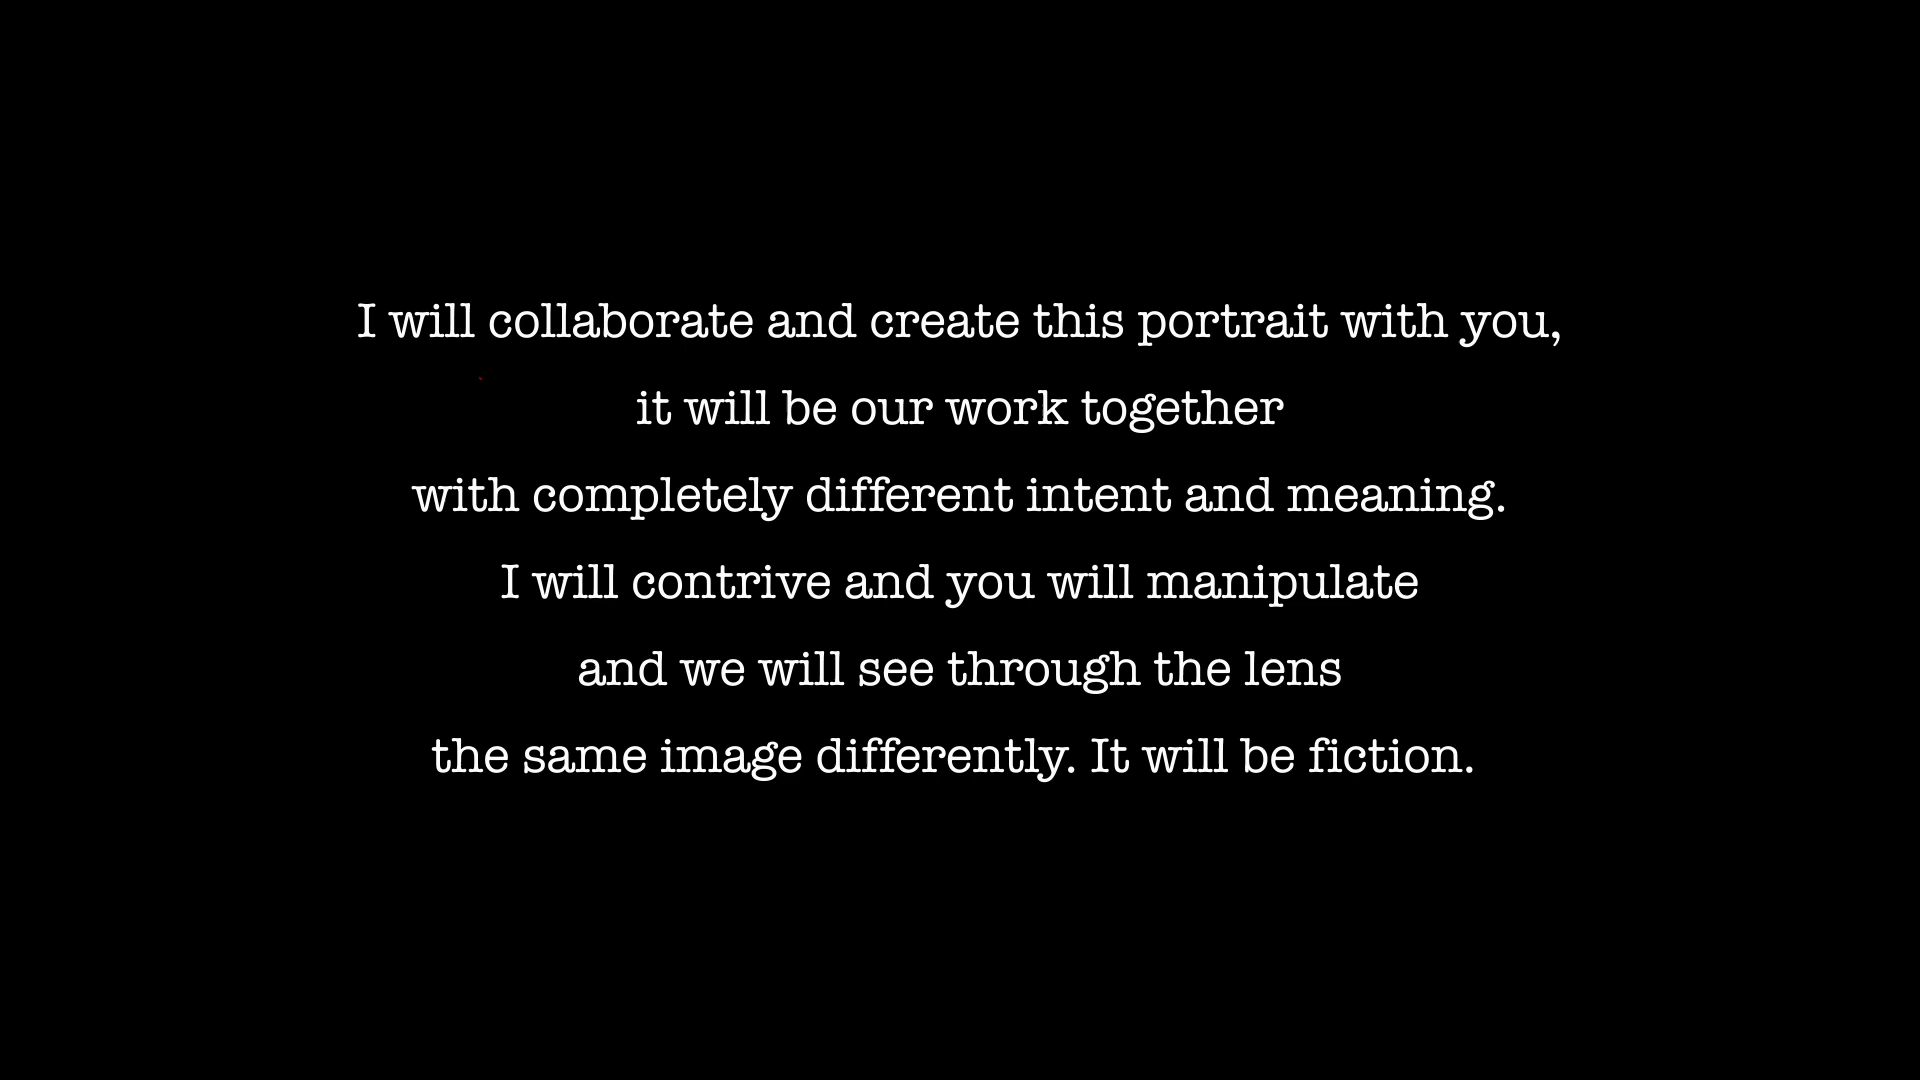 I will collaborate and create this portrait with you,
it will be our work together
with completely different intent and meaning.
I will contrive and you will manipulate
and we will see through the lens
the same image differently. It will be fiction.